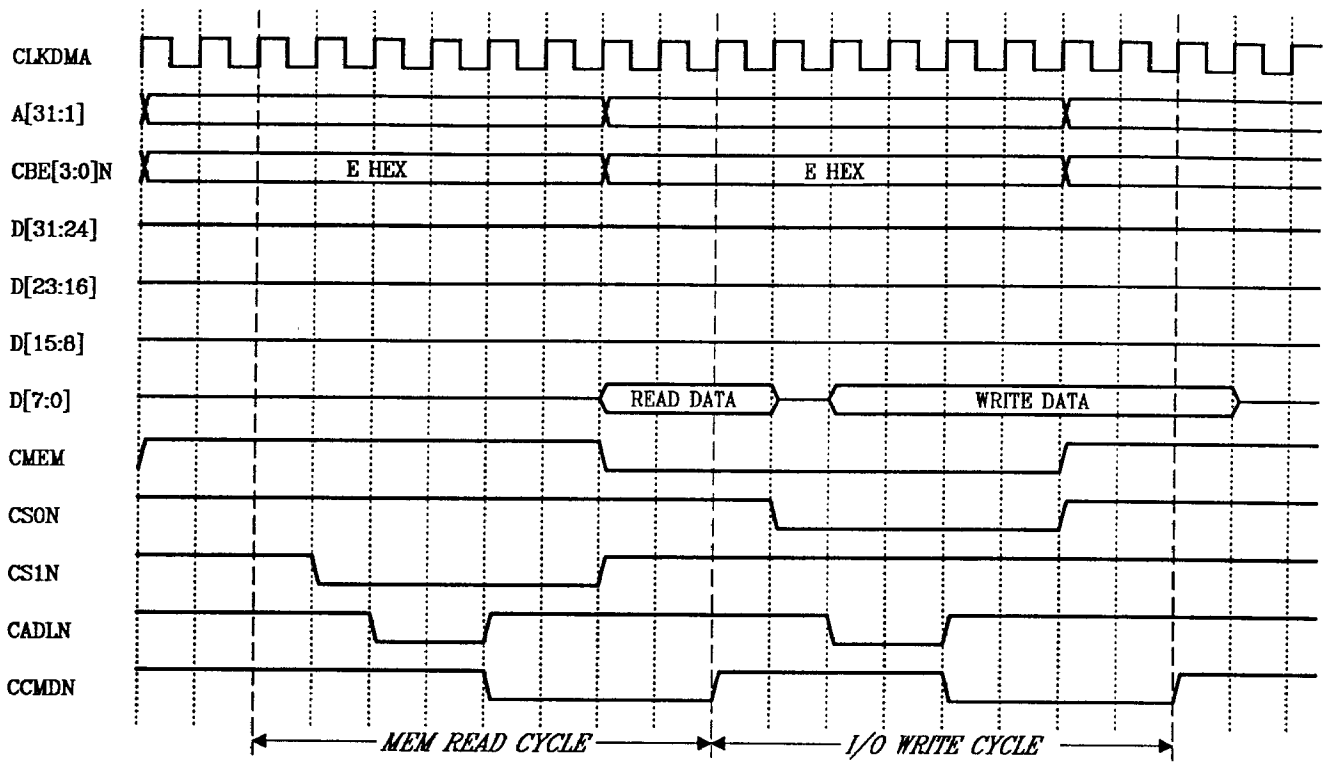 CLKDMA
A[31:1]
CBE[3:0]N E HEX E HEX
D[31:24]
D[23:16]
D[15:8]
D[7:0] READ DATA WRITE DATA
CMEM
CS0N
CS1N
CADLN
CCMDN
MEM READ CYCLE I/O WRITE CYCLE